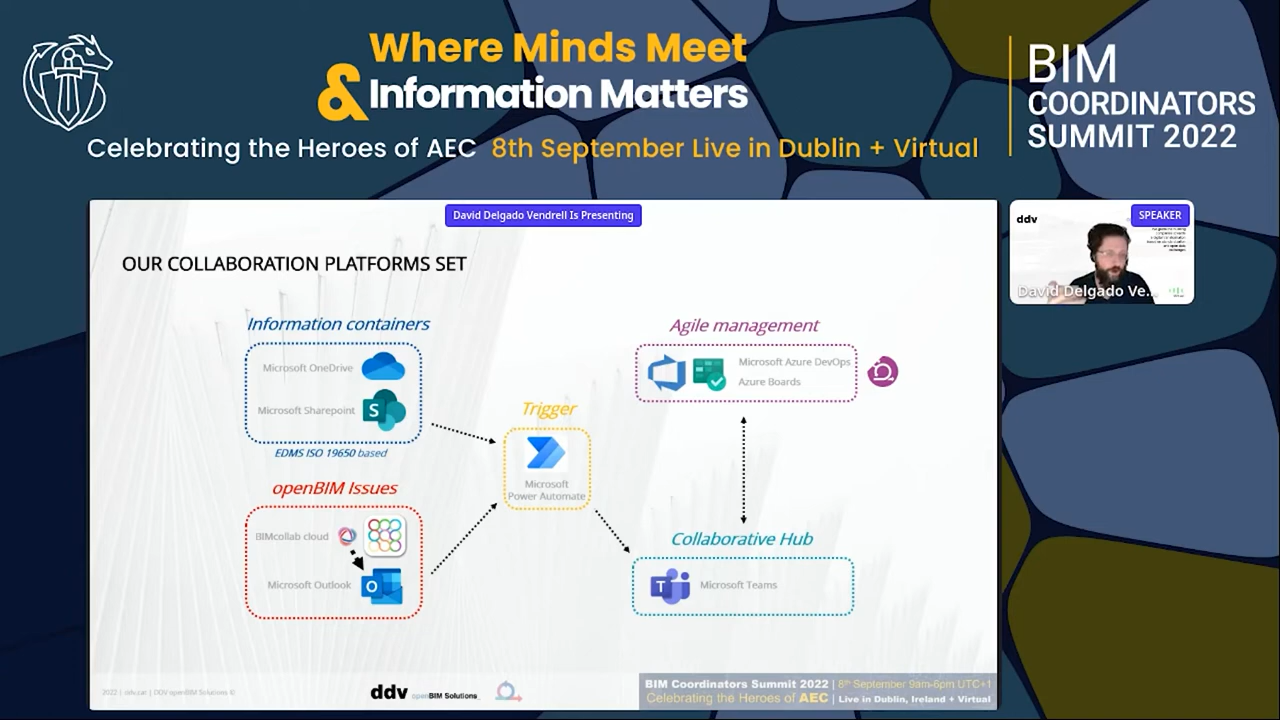 Where Minds Meet
& Information Matters
Celebrating the Heroes of AEC 8th September Live in Dublin + Virtual
BIM
COORDINATORS
SUMMIT 2022
David Delgado Vendrell Is Presenting
ddv
SPEAKER
David Delgado Ve...
OUR COLLABORATION PLATFORMS SET
Information containers
Microsoft OneDrive
Microsoft Sharepoint
S
EDMS ISO 19650 based
openBIM Issues
BIMcollab cloud
Microsoft Outlook
O
Trigger
Microsoft
Power Automate
Agile management
Microsoft Azure DevOps
Azure Boards
Collaborative Hub
T
Microsoft Teams
ddv openBIM Solutions
BIM Coordinators Summit 2022 | 8th September 9am-6pm UTC+1
Celebrating the Heroes of AEC | Live in Dublin, Ireland + Virtual